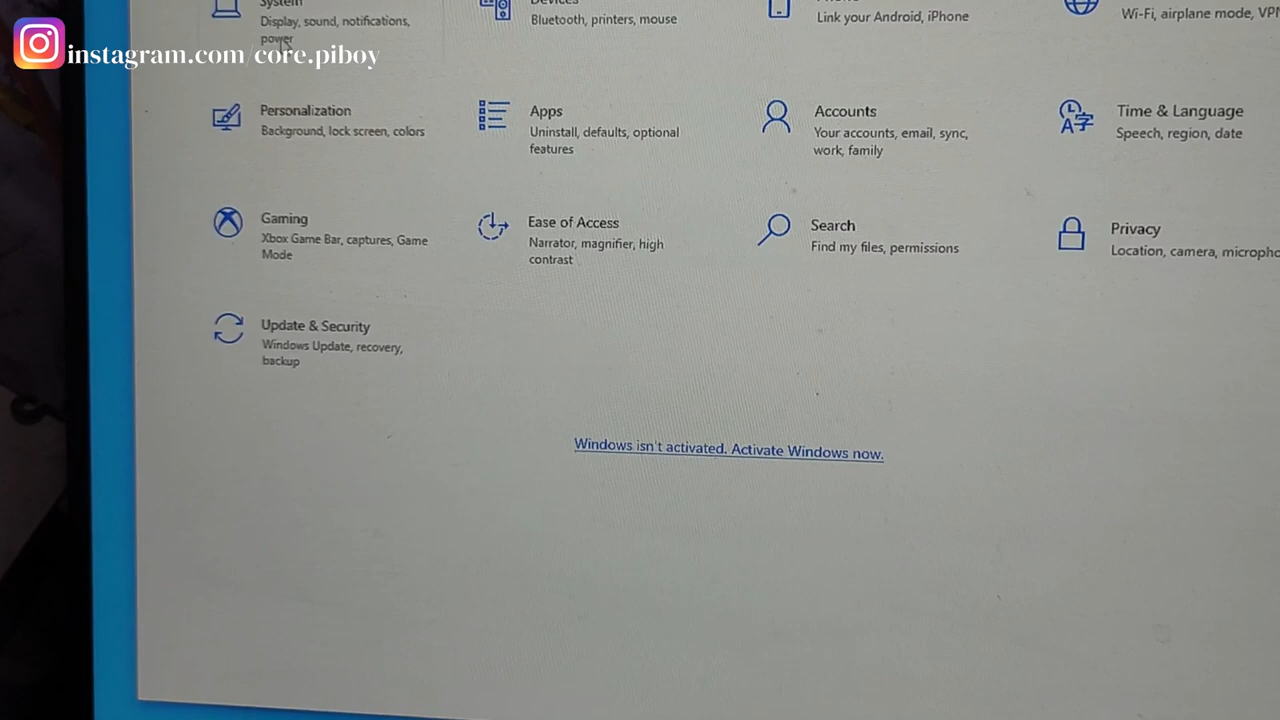 System
Devices
Display, sound, notifications,
power
Bluetooth, printers, mouse
Link your Android, iPhone
Wi-Fi, airplane mode, VPN
instagram.com/core.piboy
Personalization
Background, lock screen, colors
Apps
Uninstall, defaults, optional
features
Accounts
Your accounts, email, sync,
work, family
Time & Language
Speech, region, date
Gaming
Xbox Game Bar, captures, Game
Mode
Ease of Access
Narrator, magnifier, high
contrast
Search
Find my files, permissions
Privacy
Location, camera, micropho
Update & Security
Windows Update, recovery,
backup
Windows isn't activated. Activate Windows now.